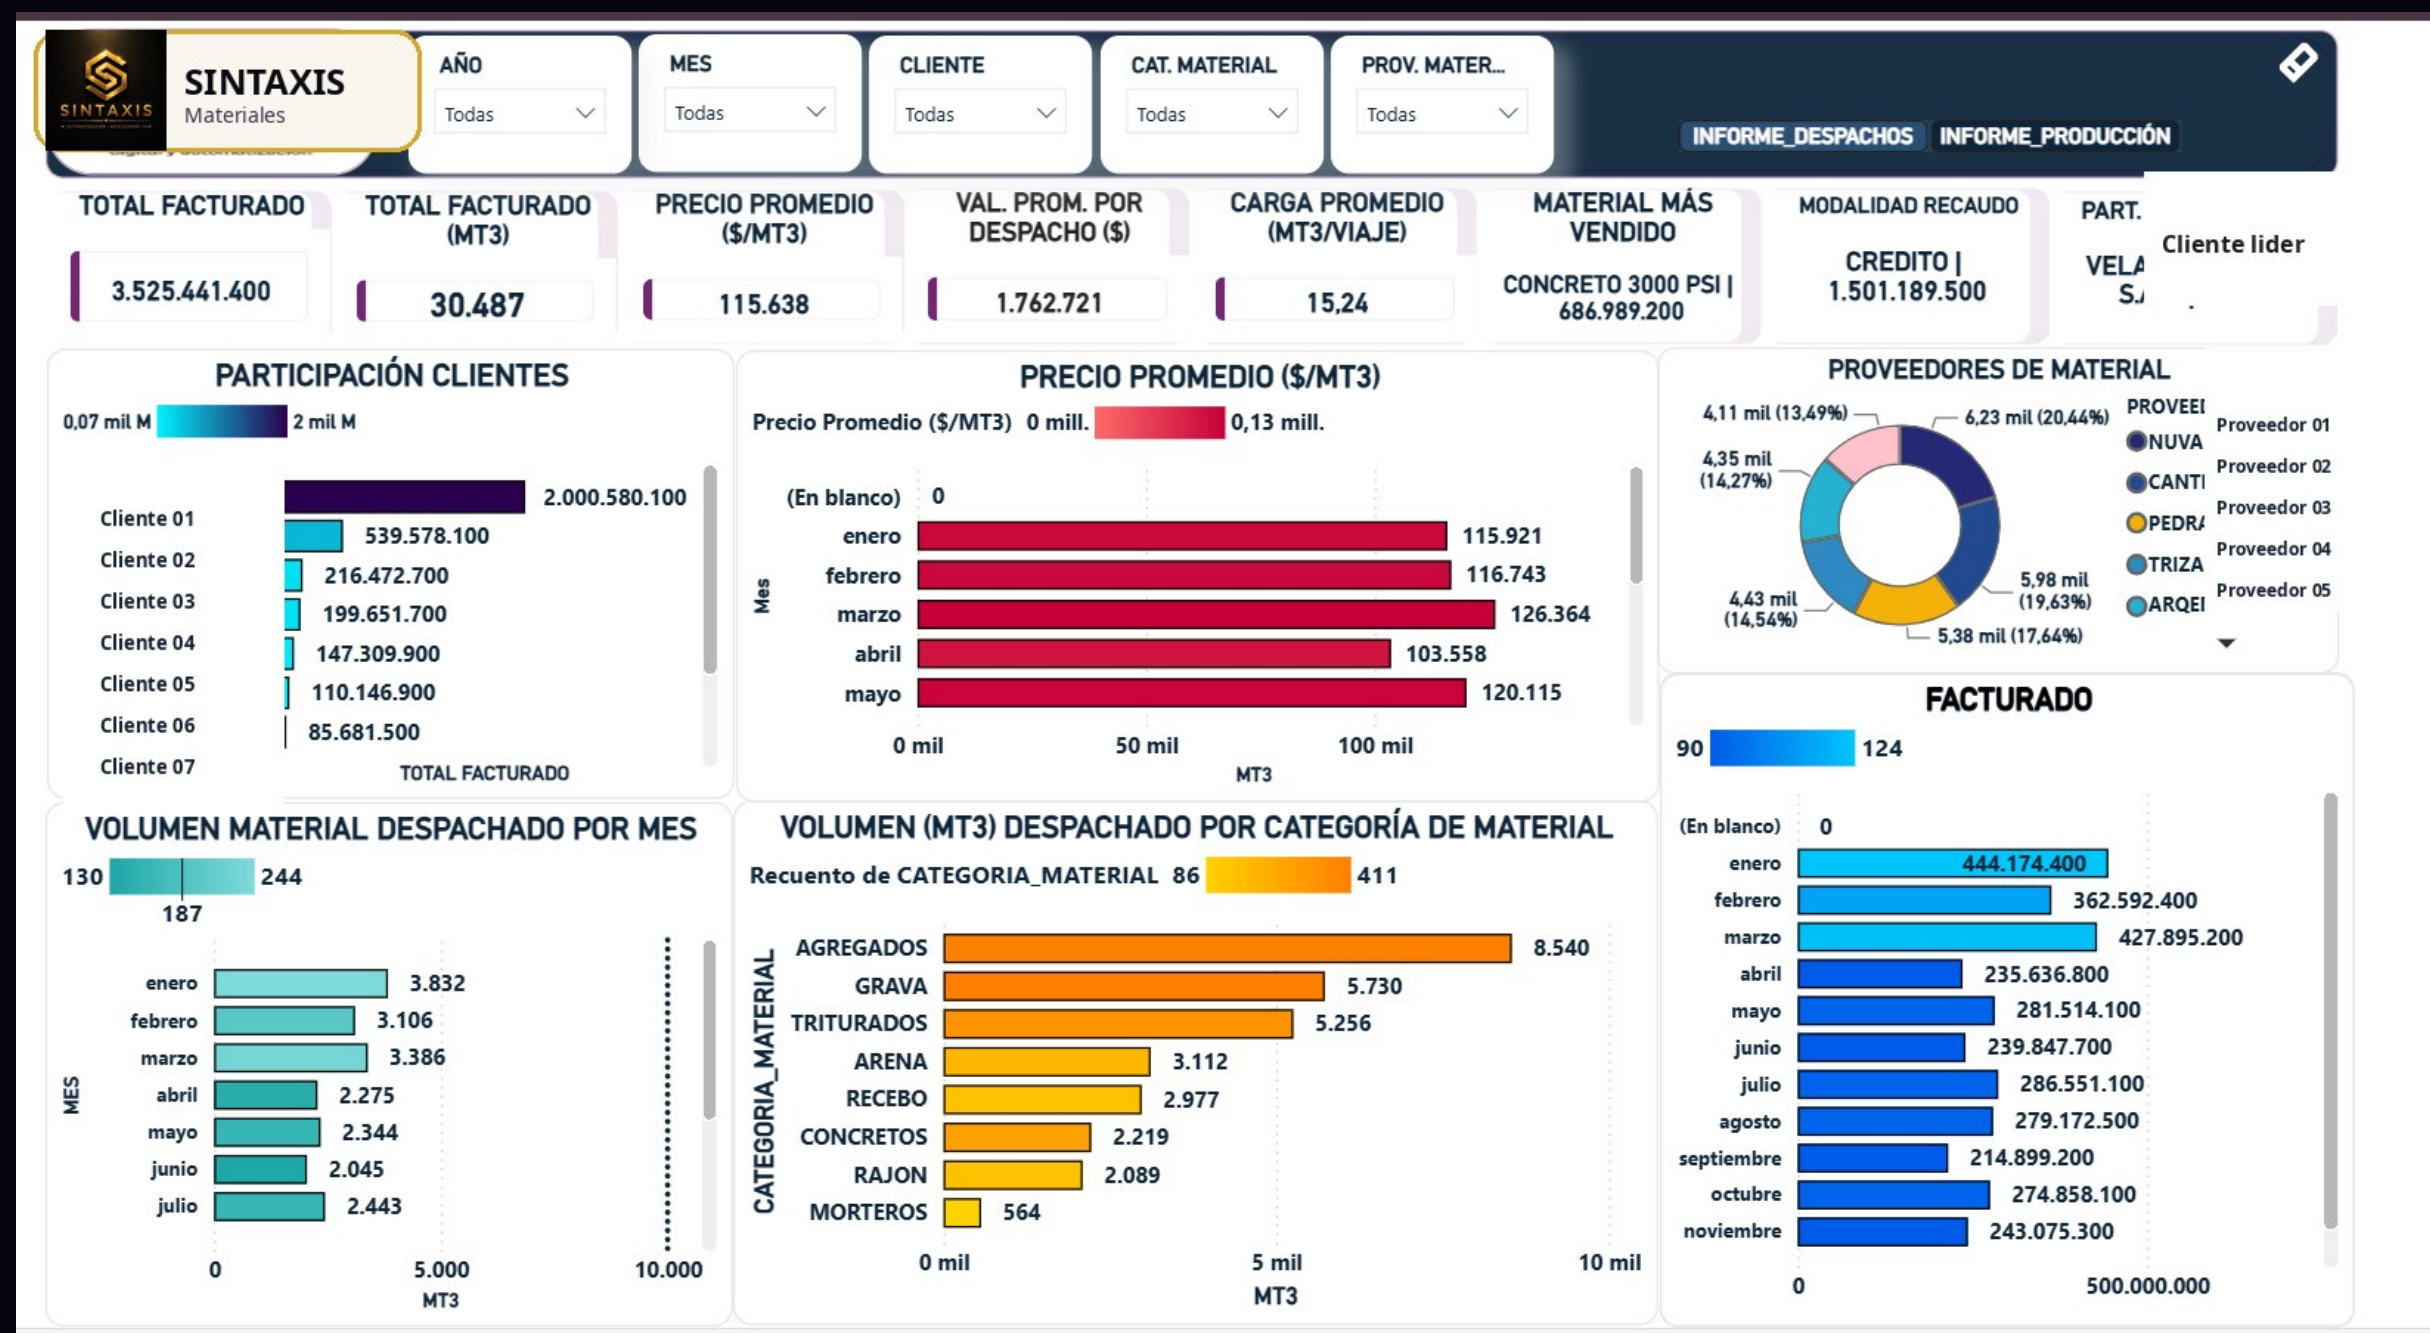 SINTAXIS
SINTAXIS
Materiales
AÑO
Todas
MES
Todas
CLIENTE
Todas
CAT. MATERIAL
Todas
PROV. MATER...
Todas
INFORME_DESPACHOS
INFORME_PRODUCCIÓN
TOTAL FACTURADO
3.525.441.400
TOTAL FACTURADO
(MT3)
30.487
PRECIO PROMEDIO
($/MT3)
115.638
VAL. PROM. POR
DESPACHO ($)
1.762.721
CARGA PROMEDIO
(MT3/VIAJE)
15,24
MATERIAL MÁS
VENDIDO
CONCRETO 3000 PSI |
686.989.200
MODALIDAD RECAUDO
CREDITO |
1.501.189.500
PART.
Cliente lider
VELA
S.
PARTICIPACIÓN CLIENTES
0,07 mil M 2 mil M
Cliente 01 2.000.580.100
Cliente 02 539.578.100
Cliente 03 216.472.700
Cliente 04 199.651.700
Cliente 05 147.309.900
Cliente 06 110.146.900
Cliente 07 85.681.500
TOTAL FACTURADO
PRECIO PROMEDIO ($/MT3)
Precio Promedio ($/MT3) 0 mill. 0,13 mill.
Mes
(En blanco) 0
enero 115.921
febrero 116.743
marzo 126.364
abril 103.558
mayo 120.115
0 mil 50 mil 100 mil
MT3
PROVEEDORES DE MATERIAL
4,11 mil (13,49%)
6,23 mil (20,44%)
4,35 mil
(14,27%)
4,43 mil
(14,54%)
5,98 mil
(19,63%)
5,38 mil (17,64%)
PROVEE
NUVA Proveedor 01
CANT Proveedor 02
PEDR Proveedor 03
TRIZA Proveedor 04
ARQE Proveedor 05
VOLUMEN MATERIAL DESPACHADO POR MES
130 244
187
MES
enero 3.832
febrero 3.106
marzo 3.386
abril 2.275
mayo 2.344
junio 2.045
julio 2.443
0 5.000 10.000
MT3
VOLUMEN (MT3) DESPACHADO POR CATEGORÍA DE MATERIAL
Recuento de CATEGORIA_MATERIAL 86 411
CATEGORIA_MATERIAL
AGREGADOS 8.540
GRAVA 5.730
TRITURADOS 5.256
ARENA 3.112
RECEBO 2.977
CONCRETOS 2.219
RAJON 2.089
MORTEROS 564
0 mil 5 mil 10 mil
MT3
FACTURADO
90 124
(En blanco) 0
enero 444.174.400
febrero 362.592.400
marzo 427.895.200
abril 235.636.800
mayo 281.514.100
junio 239.847.700
julio 286.551.100
agosto 279.172.500
septiembre 214.899.200
octubre 274.858.100
noviembre 243.075.300
0 500.000.000